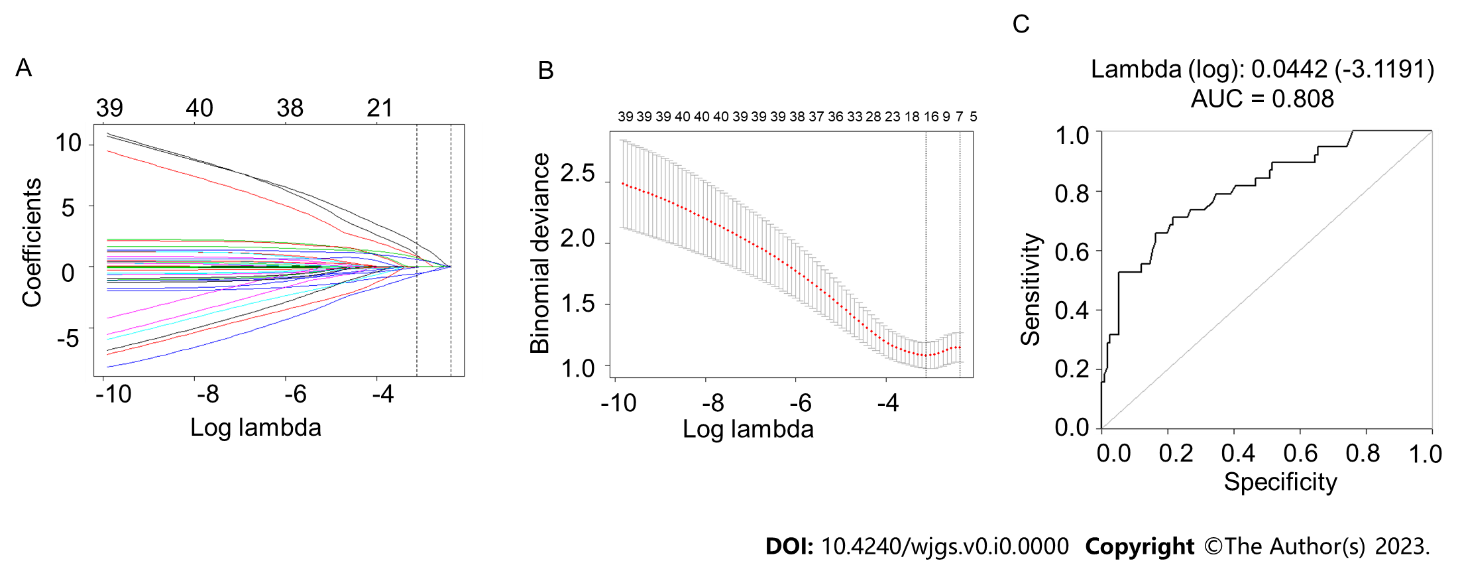 A
39 40 38 21
10
5
0
-5
Coefficients
-10 -8 -6 -4
Log lambda
B
39 39 39 40 40 40 39 39 39 38 37 36 33 28 23 18 16 9 7 5
2.5
2.0
1.5
1.0
Binomial deviance
-10 -8 -6 -4
Log lambda
C
Lambda (log): 0.0442 (-3.1191)
AUC = 0.808
1.0
0.8
0.6
0.4
0.2
0.0
Sensitivity
0.0 0.2 0.4 0.6 0.8 1.0
Specificity
DOI: 10.4240/wjgs.v0.i0.0000 Copyright ©The Author(s) 2023.